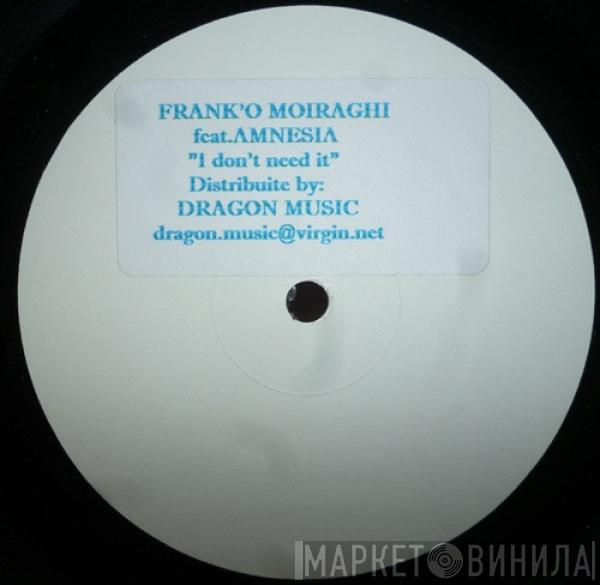 FRANK'O MOIRAGHI
feat.AMNESIA
"I don't need it"
Distribuite by:
DRAGON MUSIC
dragon.music@virgin.net
МАРКЕТ ВИНИЛА